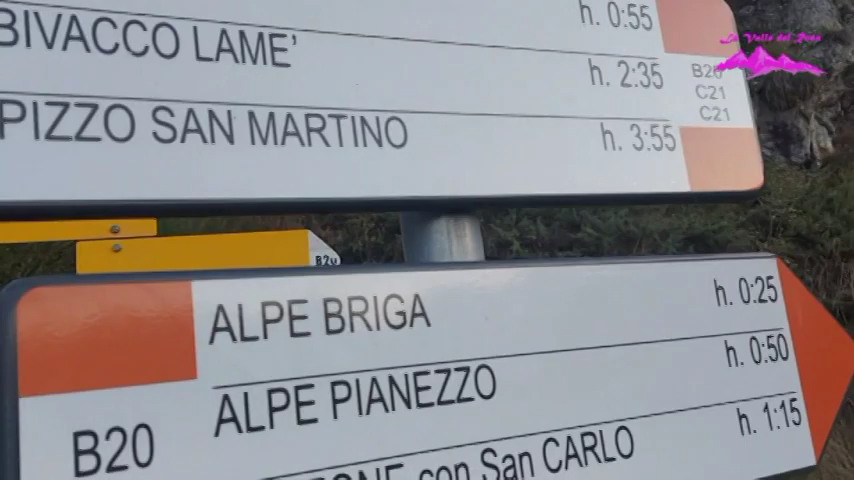 h. 0:55
BIVACCO LAME' h. 2:35
PIZZO SAN MARTINO h. 3:55
B20
C21
C21
B20
ALPE BRIGA h. 0:25
ALPE PIANEZZO h. 0:50
con San CARLO h. 1:15
B20